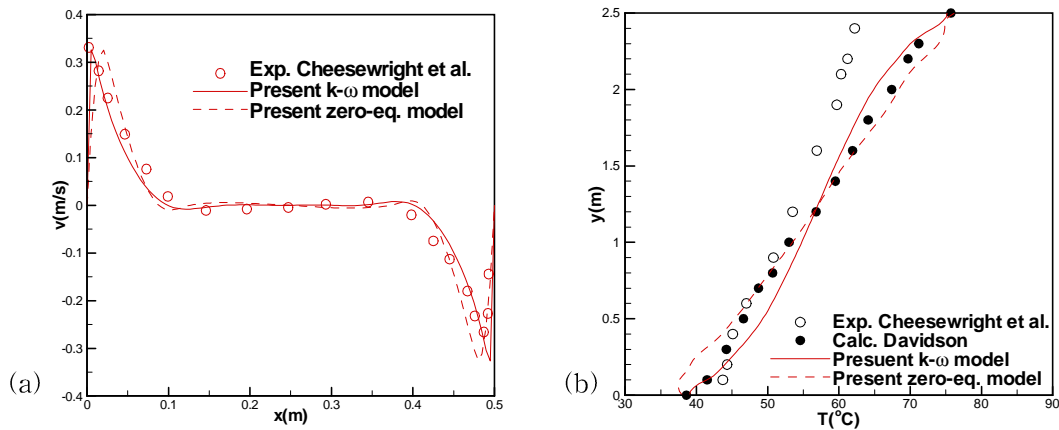 0.4
0.3
0.2
0.1
0
-0.1
-0.2
-0.3
-0.4
v(m/s)
0
0.1
0.2
0.3
0.4
0.5
x(m)
Exp. Cheesewright et al.
Present k-ω model
Present zero-eq. model
(a)
2.5
2
1.5
1
0.5
0
y(m)
30
40
50
60
70
80
90
T(°C)
Exp. Cheesewright et al.
Calc. Davidson
Presuent k-ω model
Present zero-eq. model
(b)